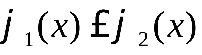 j₁(x) £ j₂(x)